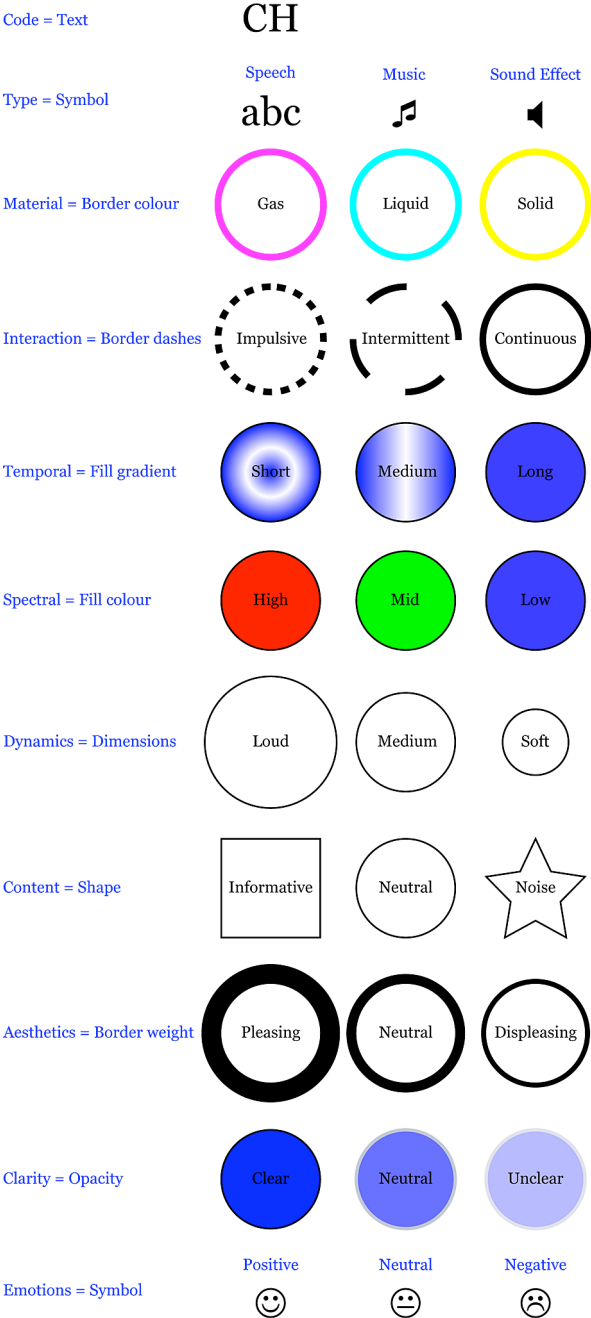 Code = Text CH
Speech Music Sound Effect
Type = Symbol abc
Material = Border colour Gas Liquid Solid
Interaction = Border dashes Impulsive Intermittent Continuous
Temporal = Fill gradient Short Medium Long
Spectral = Fill colour High Mid Low
Dynamics = Dimensions Loud Medium Soft
Content = Shape Informative Neutral Noise
Aesthetics = Border weight Pleasing Neutral Displeasing
Clarity = Opacity Clear Neutral Unclear
Positive Neutral Negative
Emotions = Symbol